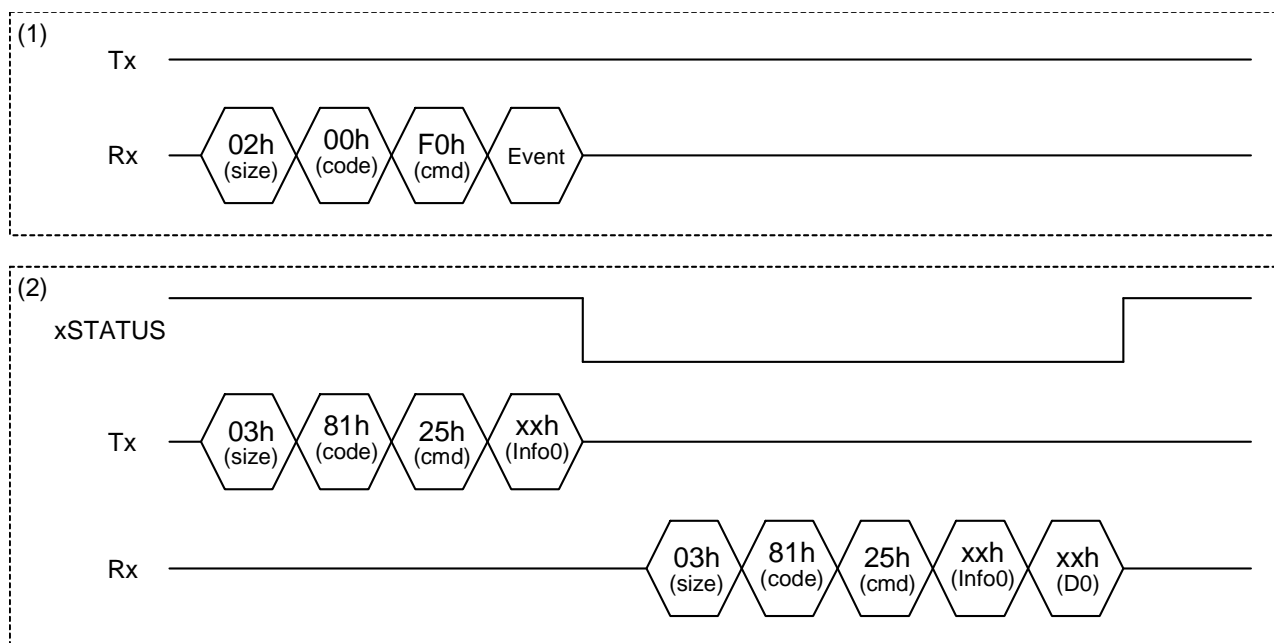 (1)
Tx
Rx
02h
(size)
00h
(code)
F0h
(cmd)
Event
(2)
xSTATUS
Tx
03h
(size)
81h
(code)
25h
(cmd)
xxh
(Info0)
Rx
03h
(size)
81h
(code)
25h
(cmd)
xxh
(Info0)
xxh
(D0)